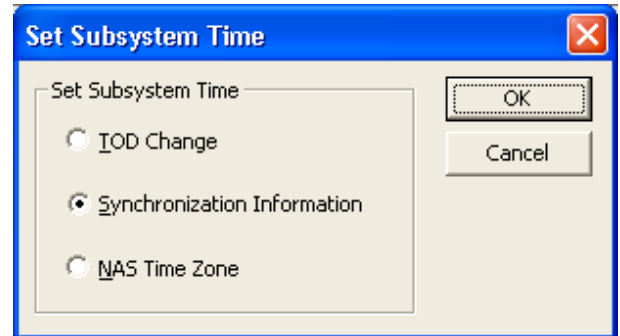 Set Subsystem Time
Set Subsystem Time
TOD Change
Synchronization Information
NAS Time Zone
OK
Cancel